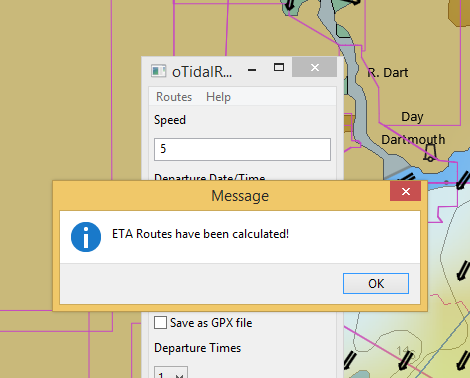 oTidalR...
R. Dart
Routes Help
Day
Speed
Dartmouth
5
Departure Date/Time
Message
ETA Routes have been calculated!
OK
Save as GPX file
Departure Times
1
14